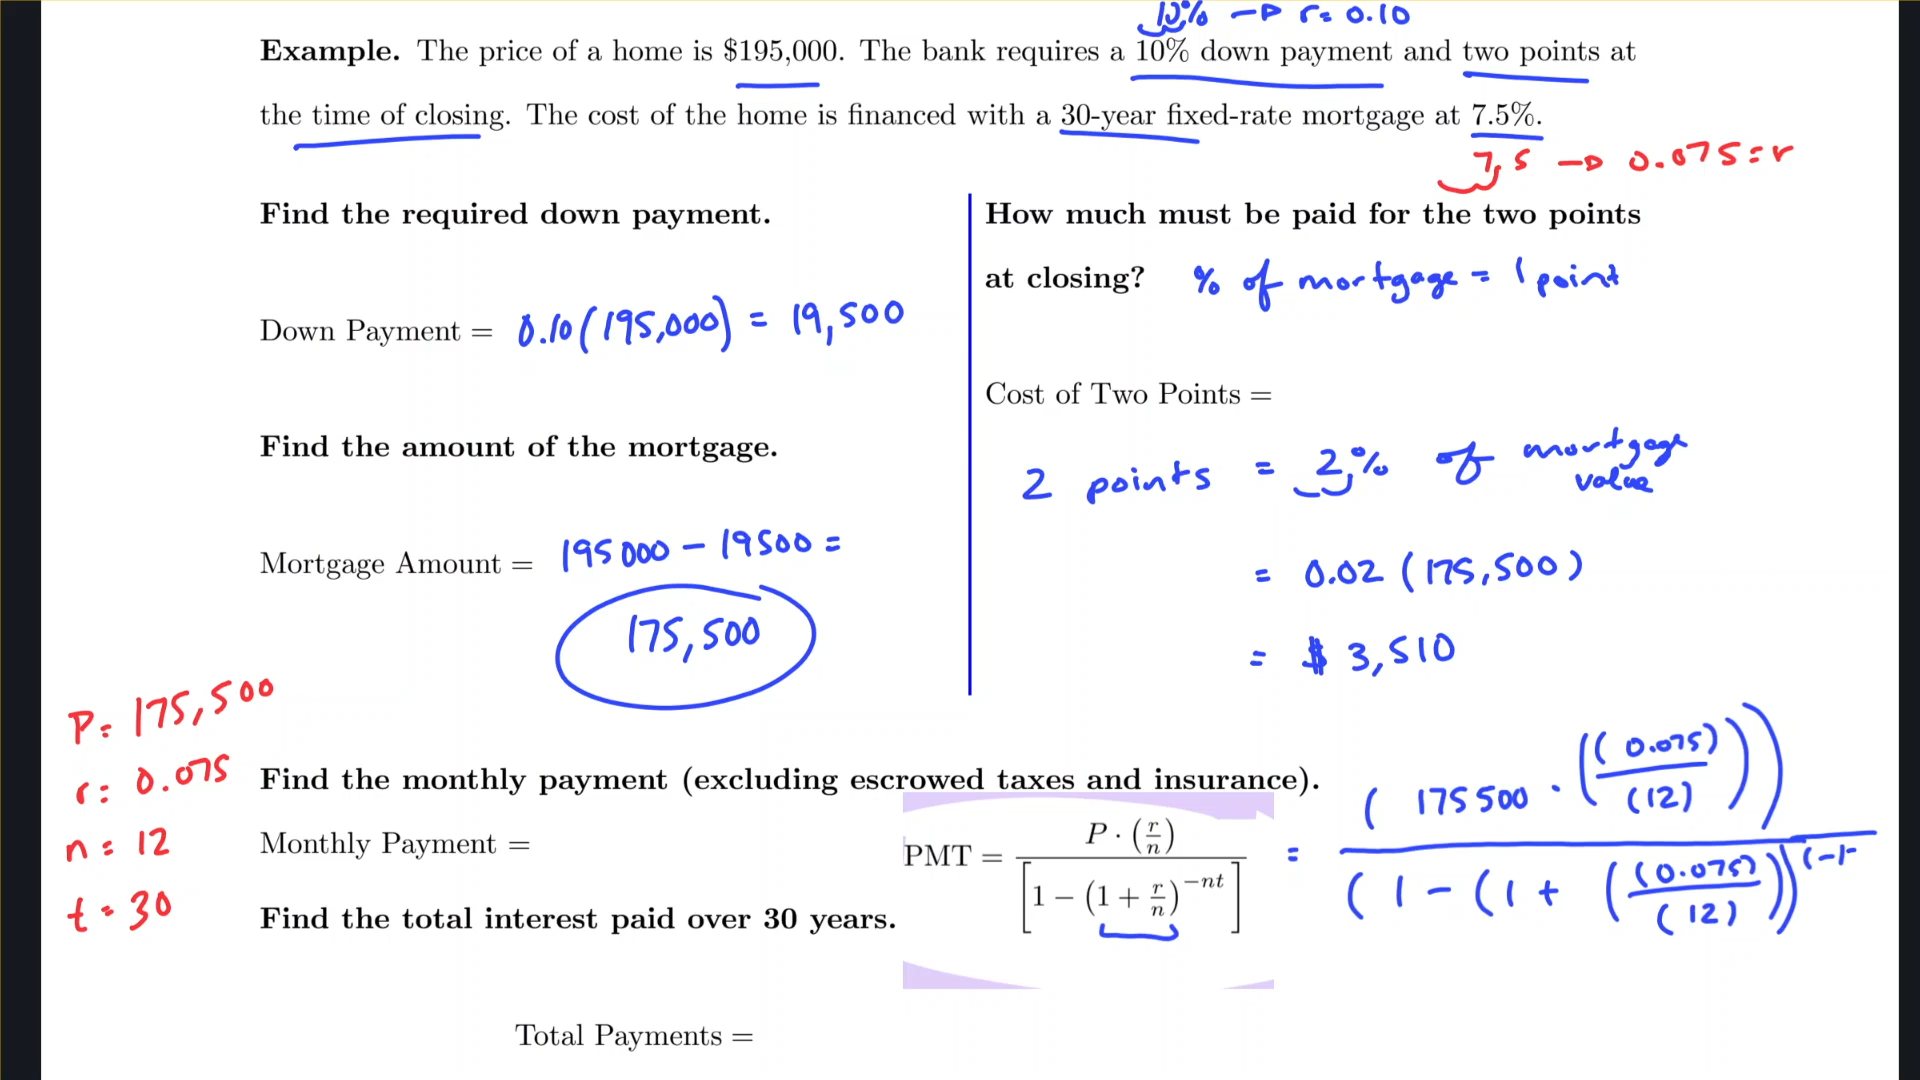 10% → r = 0.10
Example. The price of a home is $195,000. The bank requires a 10% down payment and two points at
the time of closing. The cost of the home is financed with a 30-year fixed-rate mortgage at 7.5%.
7.5 → 0.075 = r
Find the required down payment.
Down Payment = 0.10(195,000) = 19,500
Find the amount of the mortgage.
Mortgage Amount = 195000 − 19500 =
175,500
How much must be paid for the two points
at closing? % of mortgage = 1 point
Cost of Two Points =
2 points = 2% of mortgage
value
= 0.02 (175,500)
= $ 3,510
P = 175,500
r = 0.075
n = 12
t = 30
Find the monthly payment (excluding escrowed taxes and insurance).
Monthly Payment =
PMT = P · (r/n) / [1 − (1 + r/n)^−nt] = (175500 · ((0.075)/(12))) / (1 − (1 + ((0.075)/(12)))^(−1-
Find the total interest paid over 30 years.
Total Payments =